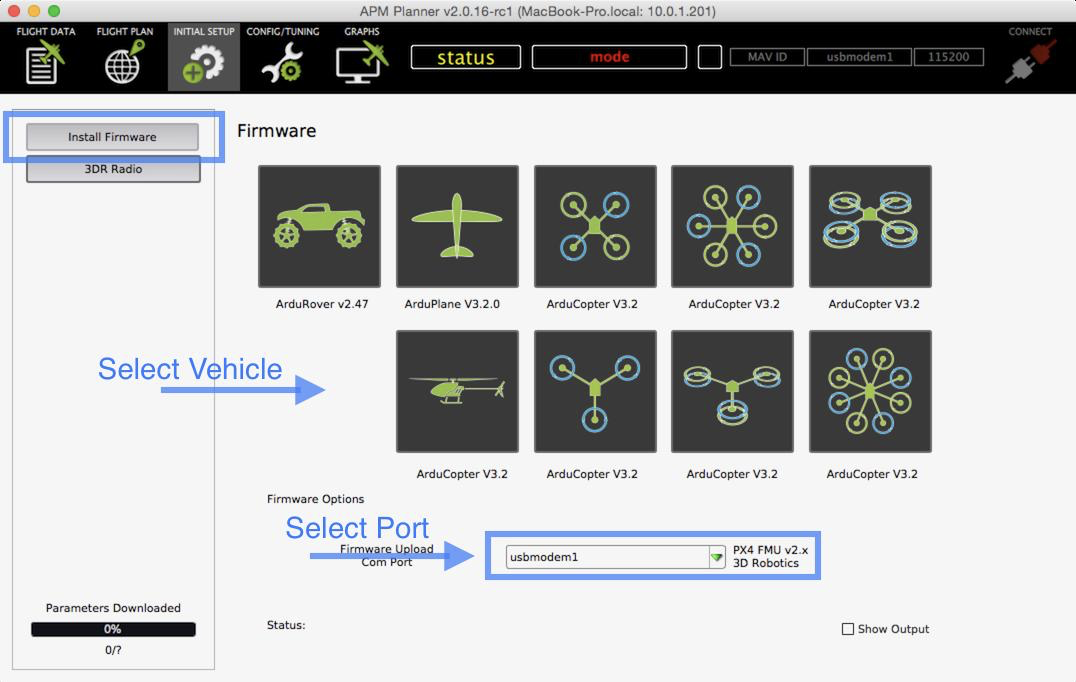 APM Planner v2.0.16-rc1 (MacBook-Pro.local: 10.0.1.201)
FLIGHT DATA FLIGHT PLAN INITIAL SETUP CONFIG/TUNING GRAPHS CONNECT
status mode MAV ID usbmodem1 115200
Install Firmware
3DR Radio
Firmware
ArduRover v2.47 ArduPlane V3.2.0 ArduCopter V3.2 ArduCopter V3.2 ArduCopter V3.2
Select Vehicle
ArduCopter V3.2 ArduCopter V3.2 ArduCopter V3.2 ArduCopter V3.2
Firmware Options
Select Port
Firmware Upload
Com Port
usbmodem1
PX4 FMU v2.x
3D Robotics
Parameters Downloaded
0%
0/?
Status:
Show Output